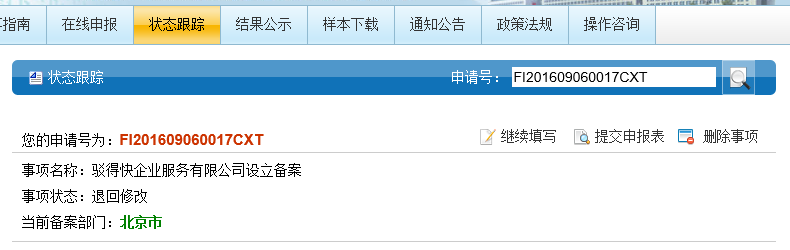 指南 在线申报 状态跟踪 结果公示 样本下载 通知公告 政策法规 操作咨询
状态跟踪 申请号： FI201609060017CXT
您的申请号为：FI201609060017CXT 继续填写 提交申报表 删除事项
事项名称：驳得快企业服务有限公司设立备案
事项状态：退回修改
当前备案部门：北京市